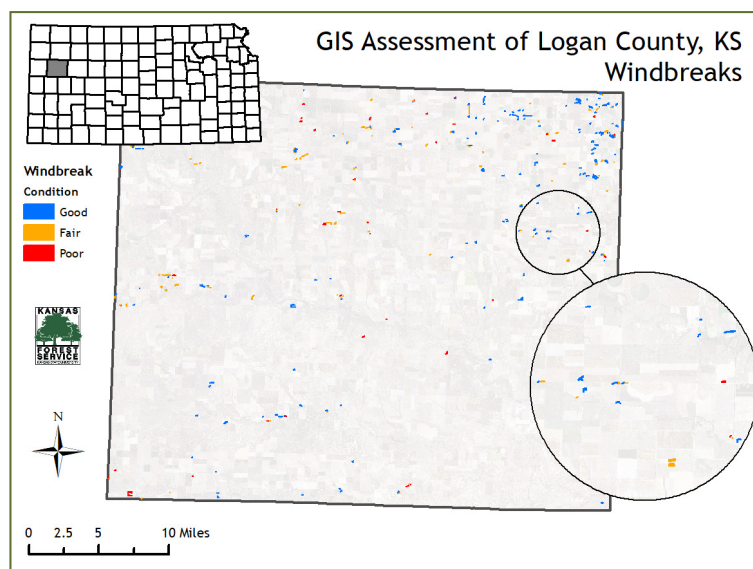 GIS Assessment of Logan County, KS
Windbreaks
Windbreak
Condition
Good
Fair
Poor
KANSAS
FOREST
SERVICE
N
0 2.5 5 10 Miles